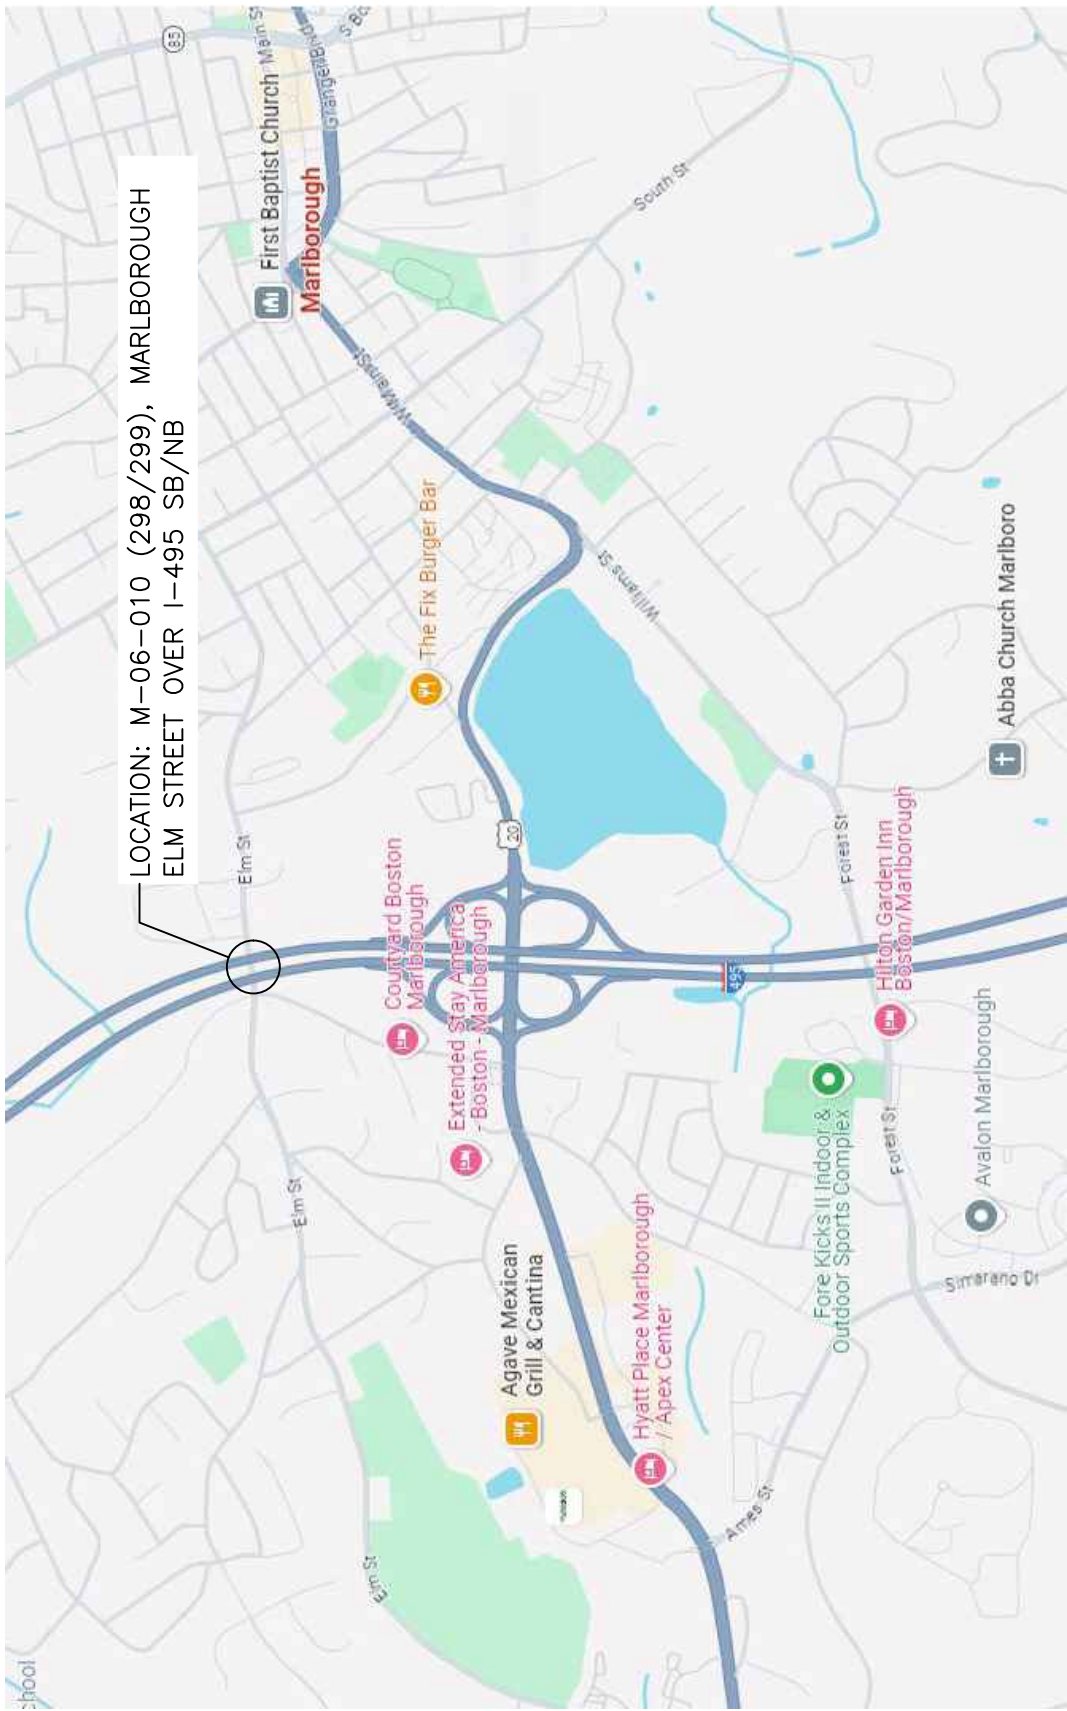 LOCATION: M-06-010 (298/299), MARLBOROUGH
ELM STREET OVER I-495 SB/NB
chool
Elm St
Elm St
Elm St
85
First Baptist Church
Main St
Granger Blvd
Marlborough
W Main St
South St
The Fix Burger Bar
Williams St
20
Courtyard Boston
Marlborough
Extended Stay America
- Boston - Marlborough
495
Agave Mexican
Grill & Cantina
Hyatt Place Marlborough
/ Apex Center
Ames St
Fore Kicks II Indoor &
Outdoor Sports Complex
Forest St
Forest St
Hilton Garden Inn
Boston/Marlborough
Abba Church Marlboro
Avalon Marlborough
Simarano Dr